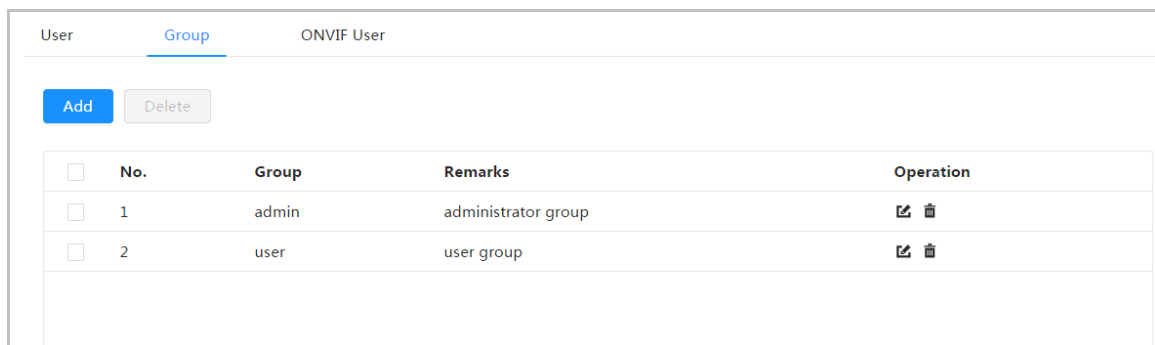 User Group ONVIF User
Add Delete
No. Group Remarks Operation
1 admin administrator group
2 user user group